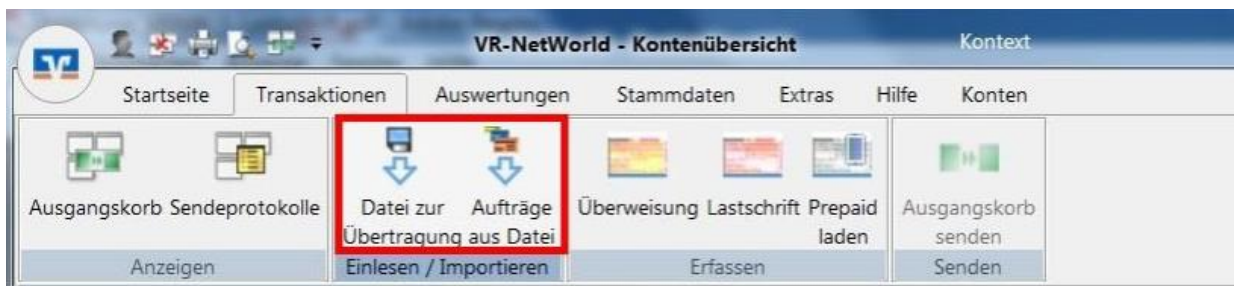 VR-NetWorld - Kontenübersicht Kontext
Startseite Transaktionen Auswertungen Stammdaten Extras Hilfe Konten
Ausgangskorb Sendeprotokolle Datei zur Aufträge Überweisung Lastschrift Prepaid Ausgangskorb
Übertragung aus Datei laden senden
Anzeigen Einlesen / Importieren Erfassen Senden